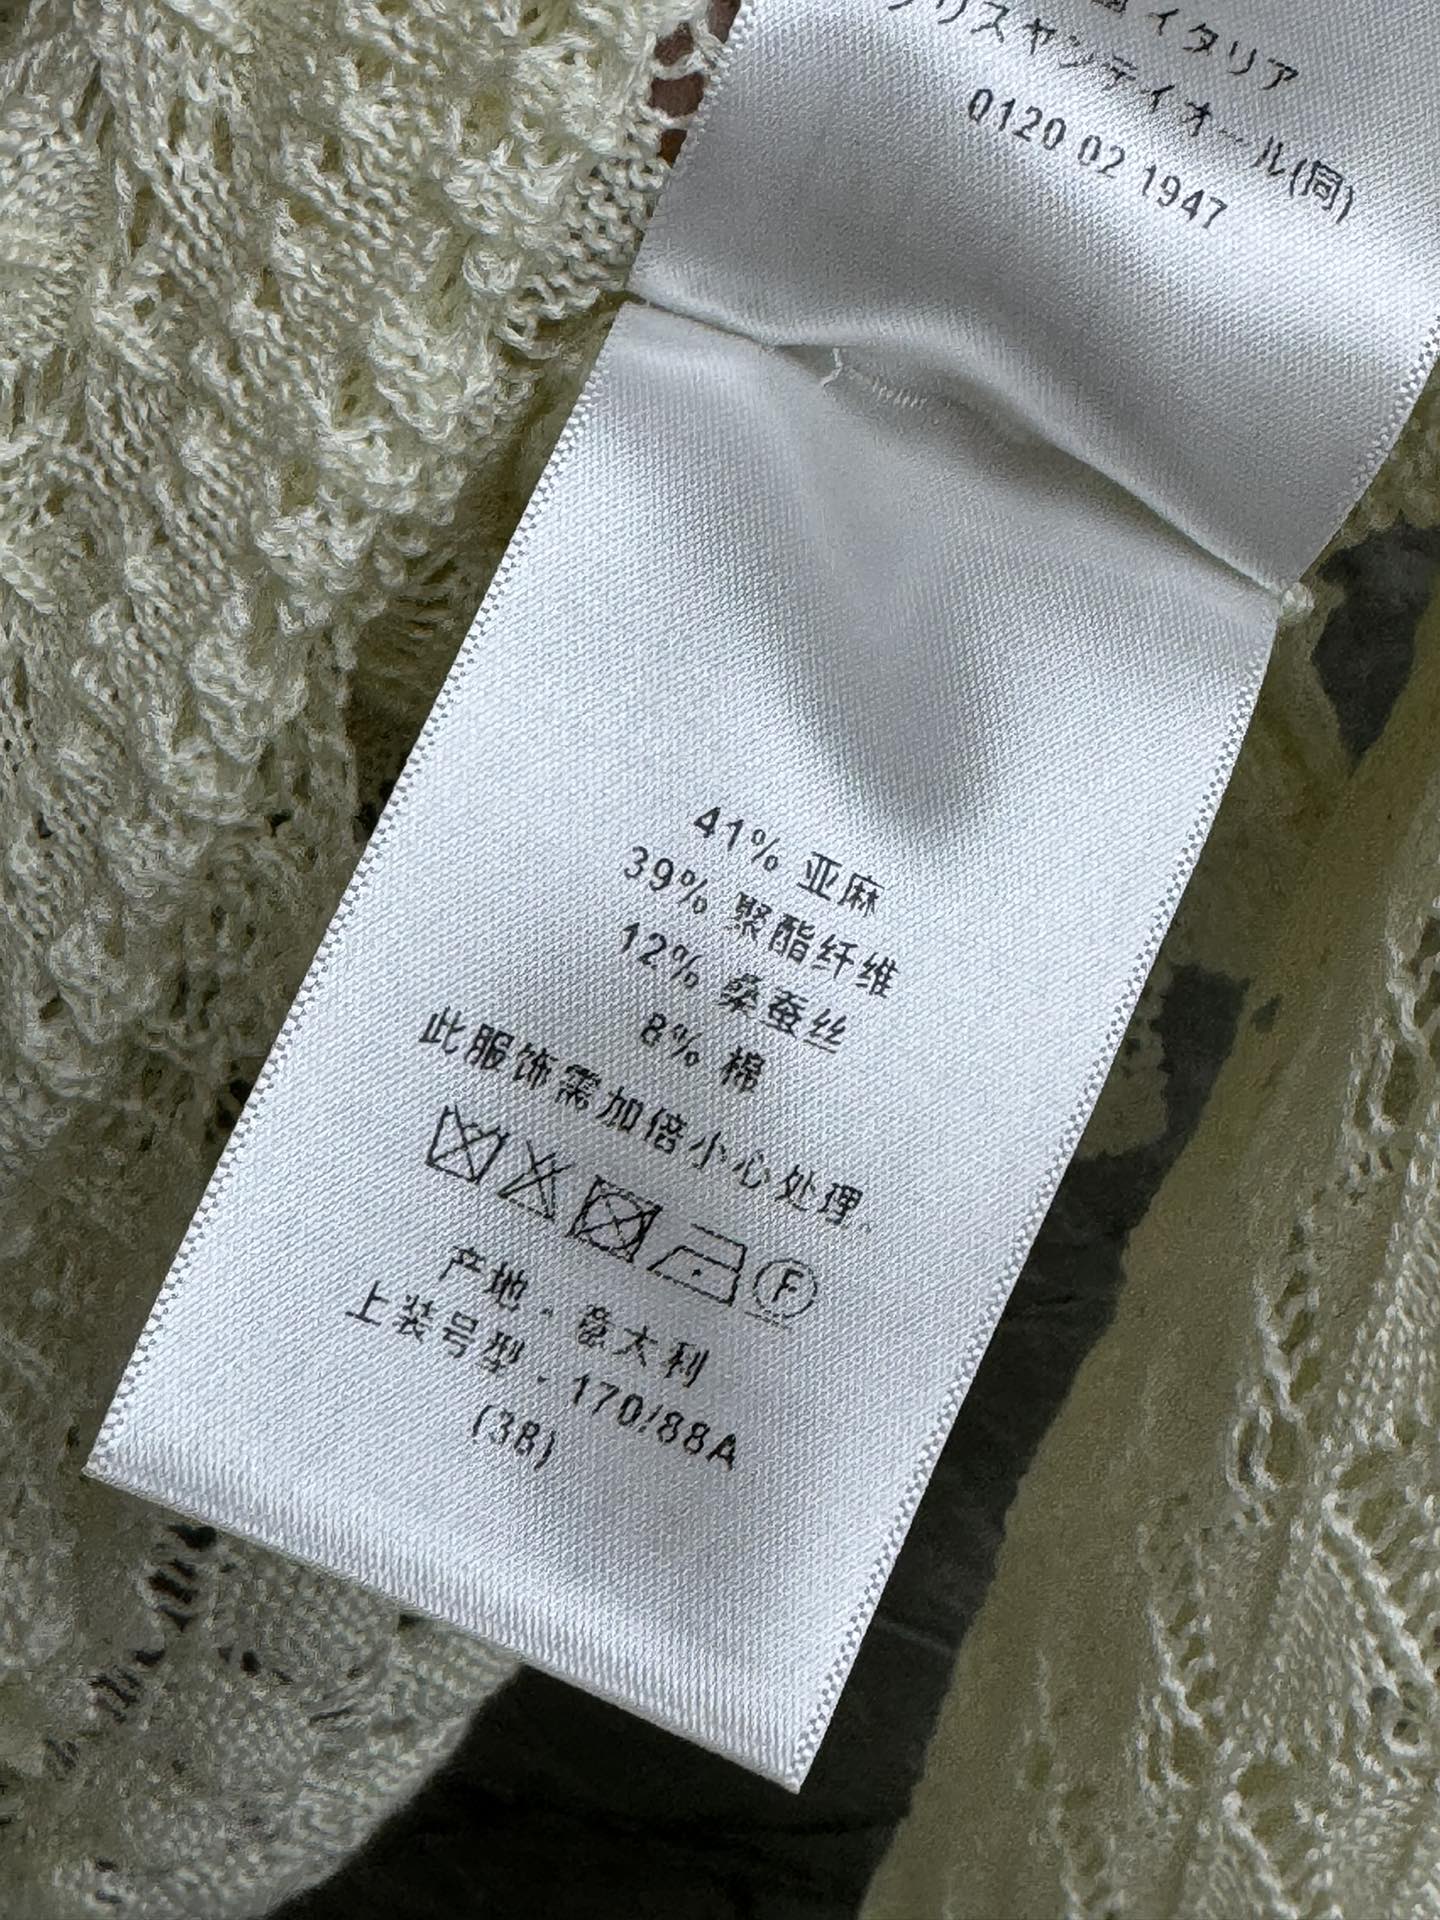 イタリア
リスチャンディオール(同)
0120 02 1947
41% 亚麻
39% 聚酯纤维
12% 桑蚕丝
8% 棉
此服饰需加倍小心处理.
F
产地 - 意大利
上装号型 - 170/88A
(38)